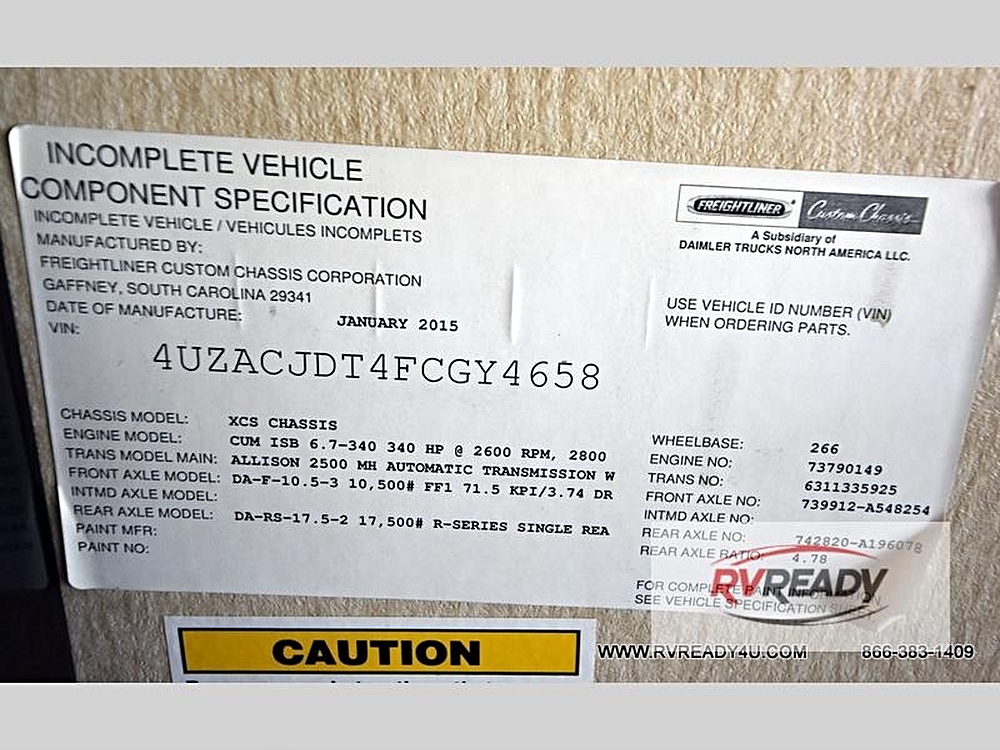 INCOMPLETE VEHICLE
COMPONENT SPECIFICATION
INCOMPLETE VEHICLE / VEHICULES INCOMPLETS
MANUFACTURED BY:
FREIGHTLINER CUSTOM CHASSIS CORPORATION
GAFFNEY, SOUTH CAROLINA 29341
DATE OF MANUFACTURE: JANUARY 2015
VIN:
4UZACJDT4FCGY4658
FREIGHTLINER Custom Chassis
A Subsidiary of
DAIMLER TRUCKS NORTH AMERICA LLC.
USE VEHICLE ID NUMBER (VIN)
WHEN ORDERING PARTS.
CHASSIS MODEL: XCS CHASSIS
ENGINE MODEL: CUM ISB 6.7-340 340 HP @ 2600 RPM, 2800
TRANS MODEL MAIN: ALLISON 2500 MH AUTOMATIC TRANSMISSION W
FRONT AXLE MODEL: DA-F-10.5-3 10,500# FF1 71.5 KPI/3.74 DR
INTMD AXLE MODEL:
REAR AXLE MODEL: DA-RS-17.5-2 17,500# R-SERIES SINGLE REA
PAINT MFR:
PAINT NO:
WHEELBASE: 266
ENGINE NO: 73790149
TRANS NO: 6311335925
FRONT AXLE NO: 739912-A548254
INTMD AXLE NO:
REAR AXLE NO: 742820-A196078
REAR AXLE RATIO: 4.78
FOR COMPLETE PAINT
SEE VEHICLE SPECIFICATION
RVREADY
CAUTION
WWW.RVREADY4U.COM 866-383-1409